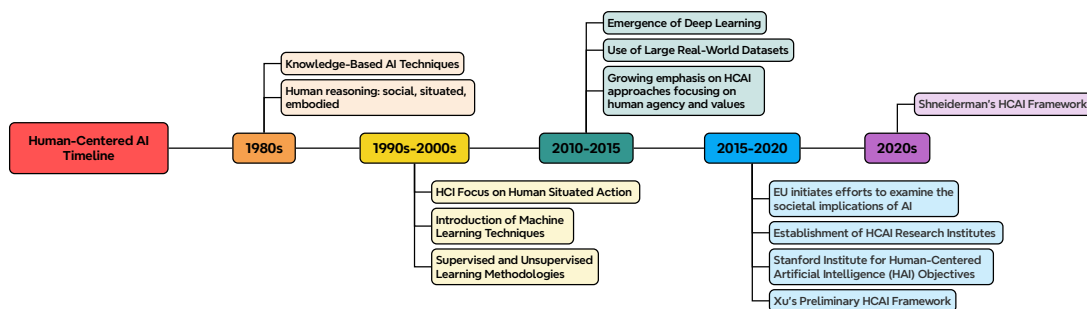 Human-Centered AI
Timeline
1980s
Knowledge-Based AI Techniques
Human reasoning: social, situated,
embodied
1990s-2000s
HCI Focus on Human Situated Action
Introduction of Machine
Learning Techniques
Supervised and Unsupervised
Learning Methodologies
2010-2015
Emergence of Deep Learning
Use of Large Real-World Datasets
Growing emphasis on HCAI
approaches focusing on
human agency and values
2015-2020
EU initiates efforts to examine the
societal implications of AI
Establishment of HCAI Research Institutes
Stanford Institute for Human-Centered
Artificial Intelligence (HAI) Objectives
Xu's Preliminary HCAI Framework
2020s
Shneiderman's HCAI Framework